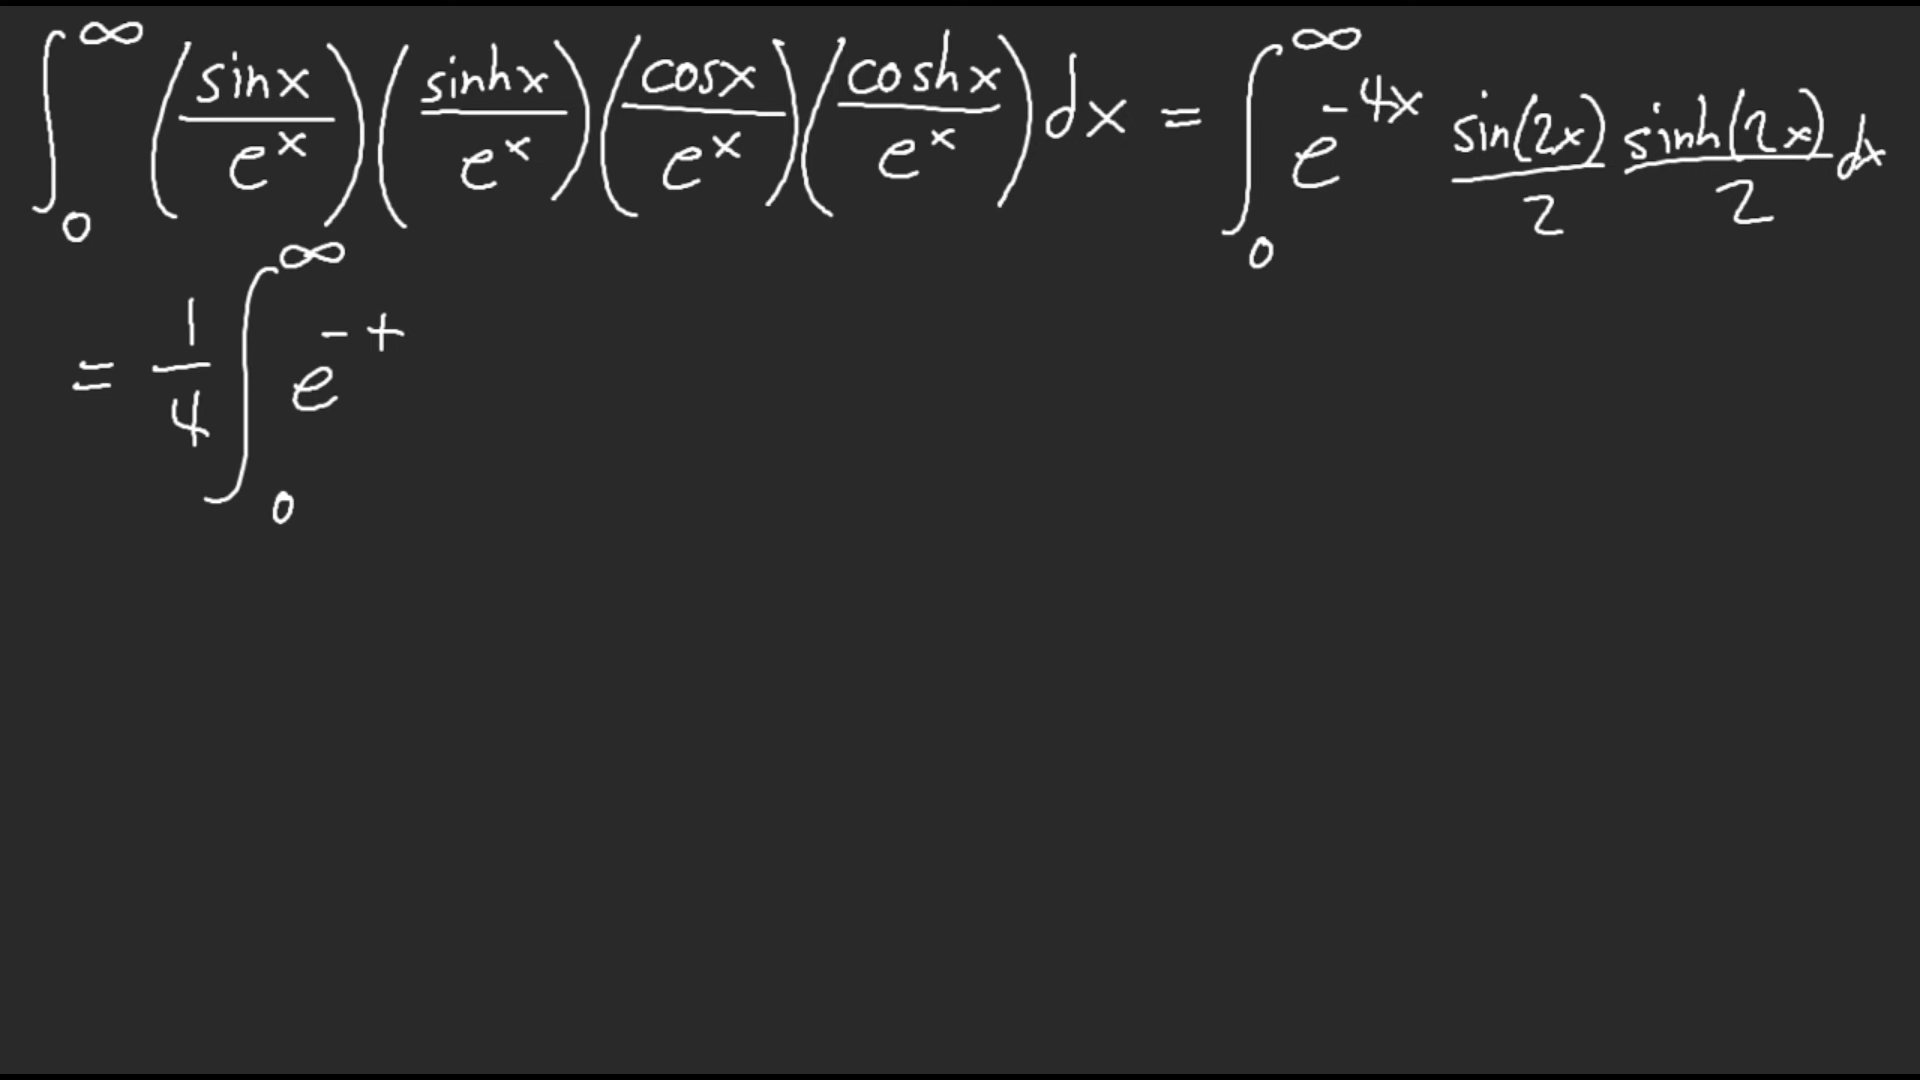 ∫₀^∞ (sinx/e^x)(sinhx/e^x)(cosx/e^x)(coshx/e^x)dx = ∫₀^∞ e^(-4x) sin(2x)/2 sinh(2x)/2 dx
= 1/4 ∫₀^∞ e^(-+